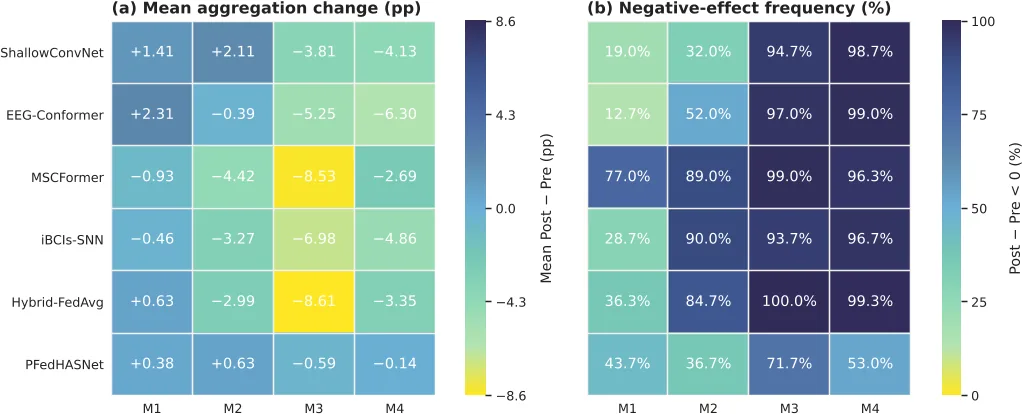 (a) Mean aggregation change (pp)
ShallowConvNet +1.41 +2.11 −3.81 −4.13
EEG-Conformer +2.31 −0.39 −5.25 −6.30
MSCFormer −0.93 −4.42 −8.53 −2.69
iBCIs-SNN −0.46 −3.27 −6.98 −4.86
Hybrid-FedAvg +0.63 −2.99 −8.61 −3.35
PFedHASNet +0.38 +0.63 −0.59 −0.14
M1 M2 M3 M4
8.6
4.3
0.0
−4.3
−8.6
Mean Post − Pre (pp)
(b) Negative-effect frequency (%)
19.0% 32.0% 94.7% 98.7%
12.7% 52.0% 97.0% 99.0%
77.0% 89.0% 99.0% 96.3%
28.7% 90.0% 93.7% 96.7%
36.3% 84.7% 100.0% 99.3%
43.7% 36.7% 71.7% 53.0%
M1 M2 M3 M4
100
75
50
25
0
Post − Pre < 0 (%)